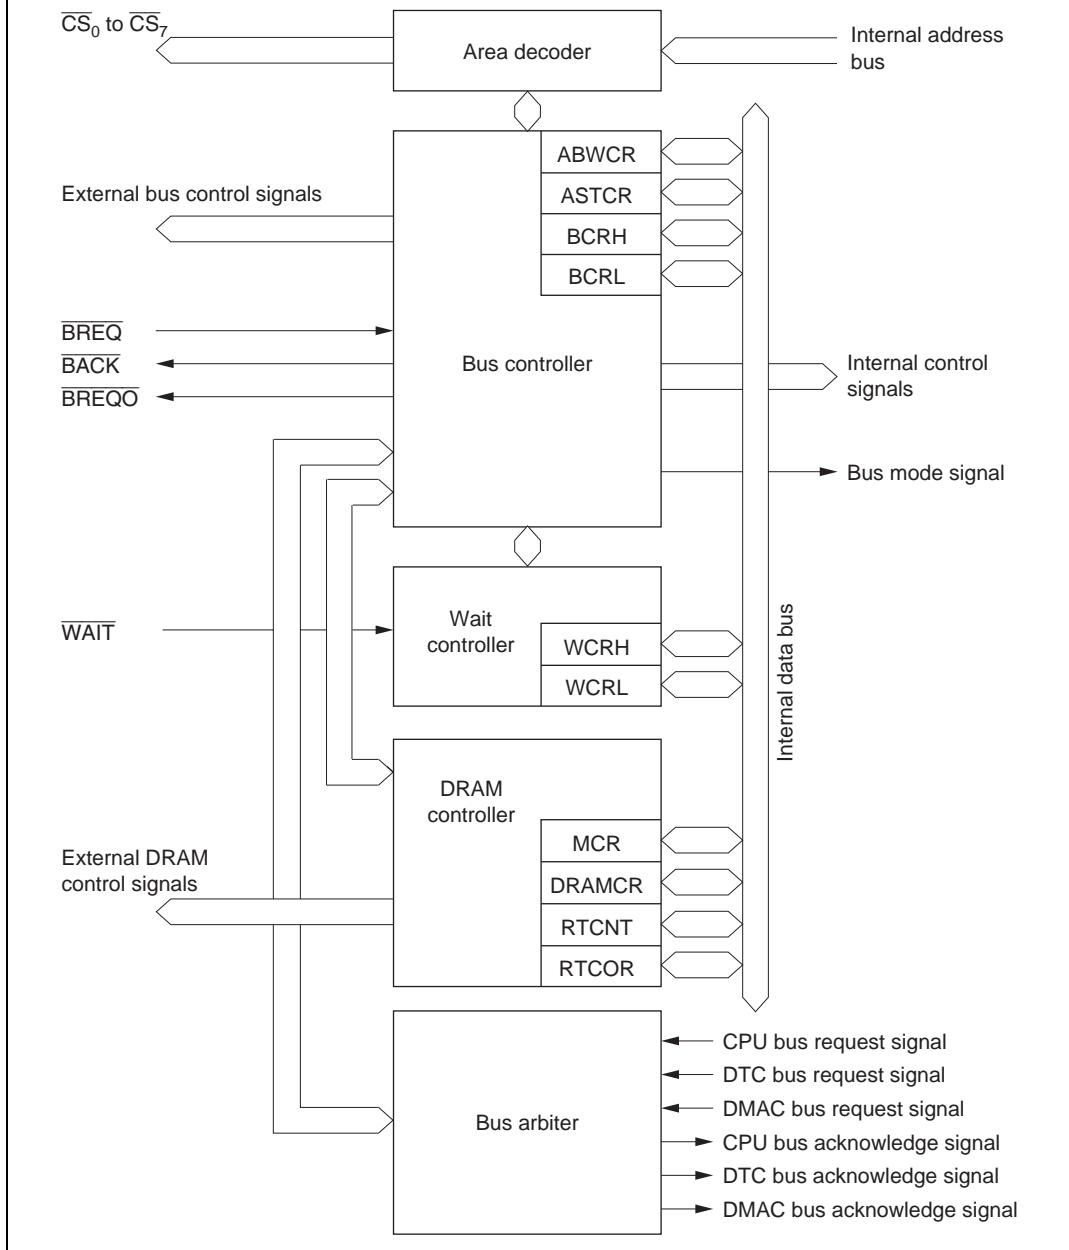 CS0 to CS7
Area decoder
Internal address
bus
ABWCR
ASTCR
BCRH
BCRL
External bus control signals
BREQ
BACK
BREQO
Bus controller
Internal control
signals
Bus mode signal
WAIT
Wait
controller
WCRH
WCRL
Internal data bus
DRAM
controller
MCR
DRAMCR
RTCNT
RTCOR
External DRAM
control signals
Bus arbiter
CPU bus request signal
DTC bus request signal
DMAC bus request signal
CPU bus acknowledge signal
DTC bus acknowledge signal
DMAC bus acknowledge signal